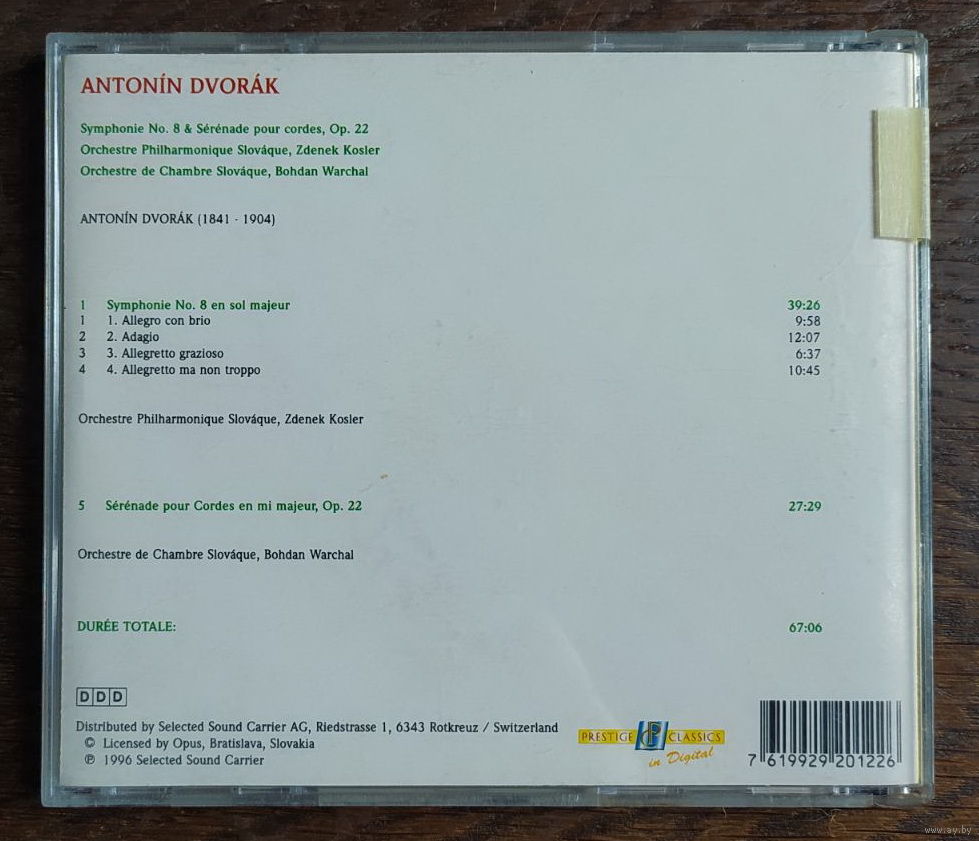 ANTONÍN DVORÁK
Symphonie No. 8 & Sérénade pour cordes, Op. 22
Orchestre Philharmonique Slováque, Zdenek Kosler
Orchestre de Chambre Slováque, Bohdan Warchal
ANTONÍN DVORÁK (1841 - 1904)
1 Symphonie No. 8 en sol majeur 39:26
1 1. Allegro con brio 9:58
2 2. Adagio 12:07
3 3. Allegretto grazioso 6:37
4 4. Allegretto ma non troppo 10:45
Orchestre Philharmonique Slováque, Zdenek Kosler
5 Sérénade pour Cordes en mi majeur, Op. 22 27:29
Orchestre de Chambre Slováque, Bohdan Warchal
DURÉE TOTALE: 67:06
DDD
Distributed by Selected Sound Carrier AG, Riedstrasse 1, 6343 Rotkreuz / Switzerland
© Licensed by Opus, Bratislava, Slovakia
℗ 1996 Selected Sound Carrier
PRESTIGE CLASSICS
in Digital
7 619929 201226
www.ay.by